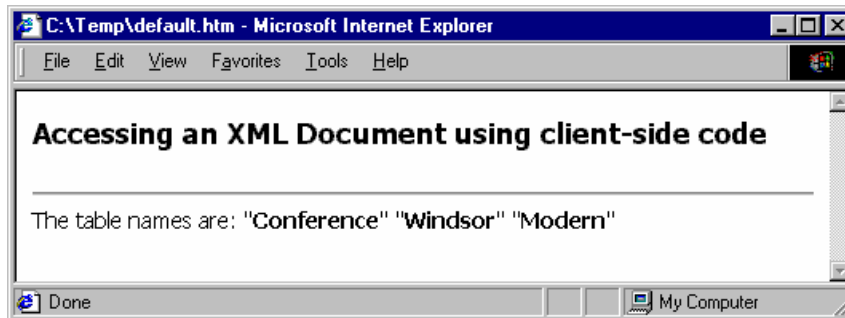 C:\Temp\default.htm - Microsoft Internet Explorer
File Edit View Favorites Tools Help
Accessing an XML Document using client-side code
The table names are: "Conference" "Windsor" "Modern"
Done My Computer